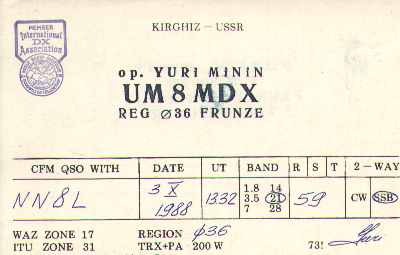 MEMBER
International
DX
Association
KIRGHIZ – USSR
op. YURI MININ
UM8MDX
REG Ø36 FRUNZE
CFM QSO WITH DATE UT BAND R S T 2 – WAY
NN8L 3 X 1988 1332 1.8 14 3.5 21 7 28 59 CW SSB
WAZ ZONE 17 REGION Ø36
ITU ZONE 31 TRX+PA 200 W 73! Yuri